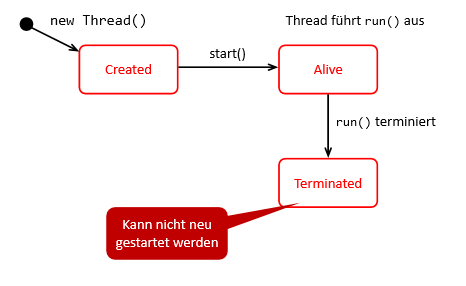 new Thread()
Thread führt run() aus
Created
start()
Alive
run() terminiert
Terminated
Kann nicht neu
gestartet werden